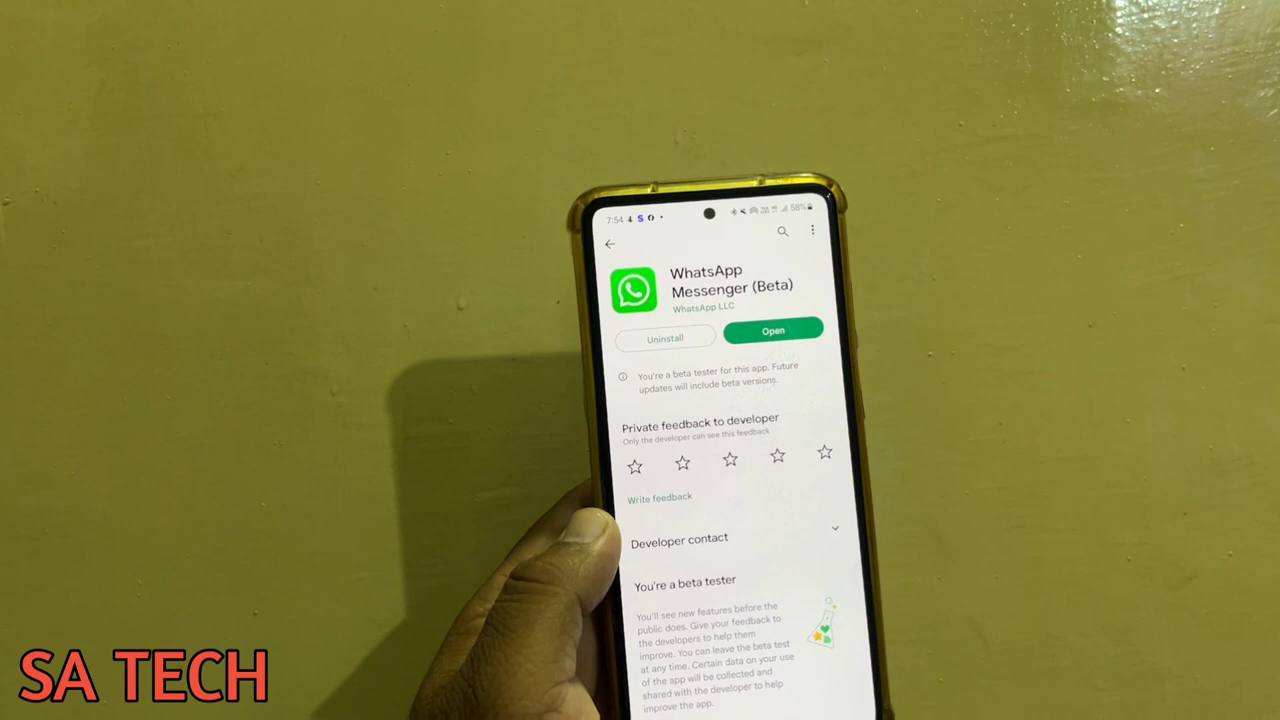 7:54
58%
WhatsApp
Messenger (Beta)
WhatsApp LLC
Uninstall
Open
You're a beta tester for this app. Future
updates will include beta versions.
Private feedback to developer
Only the developer can see this feedback
Write feedback
Developer contact
You're a beta tester
You'll see new features before the
public does. Give your feedback to
the developers to help them
improve. You can leave the beta test
at any time. Certain data on your use
of the app will be collected and
shared with the developer to help
improve the app.
SA TECH